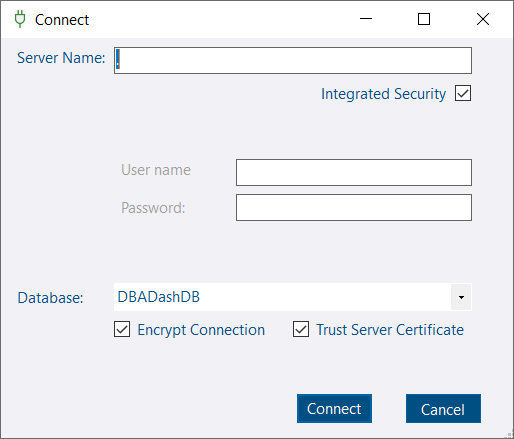 Connect
Server Name: .
Integrated Security
User name
Password:
Database: DBADashDB
Encrypt Connection Trust Server Certificate
Connect Cancel